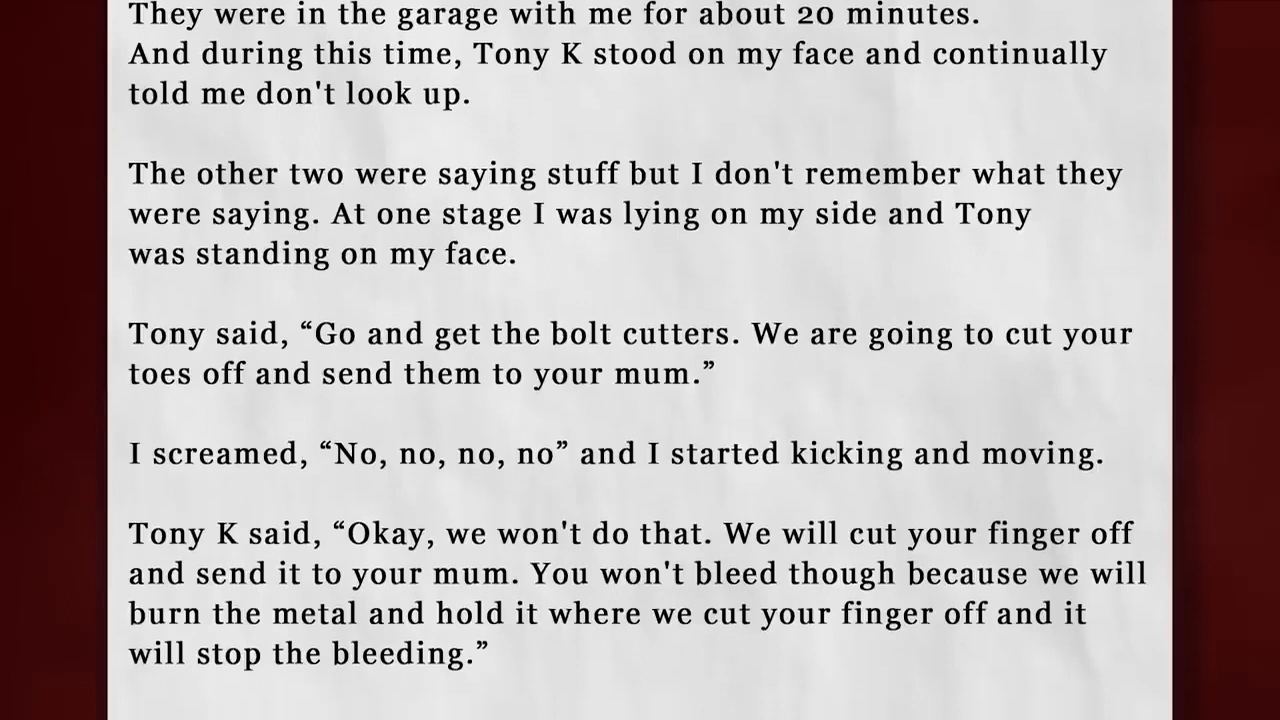 They were in the garage with me for about 20 minutes.
And during this time, Tony K stood on my face and continually
told me don't look up.
The other two were saying stuff but I don't remember what they
were saying. At one stage I was lying on my side and Tony
was standing on my face.
Tony said, “Go and get the bolt cutters. We are going to cut your
toes off and send them to your mum.”
I screamed, “No, no, no, no” and I started kicking and moving.
Tony K said, “Okay, we won't do that. We will cut your finger off
and send it to your mum. You won't bleed though because we will
burn the metal and hold it where we cut your finger off and it
will stop the bleeding.”